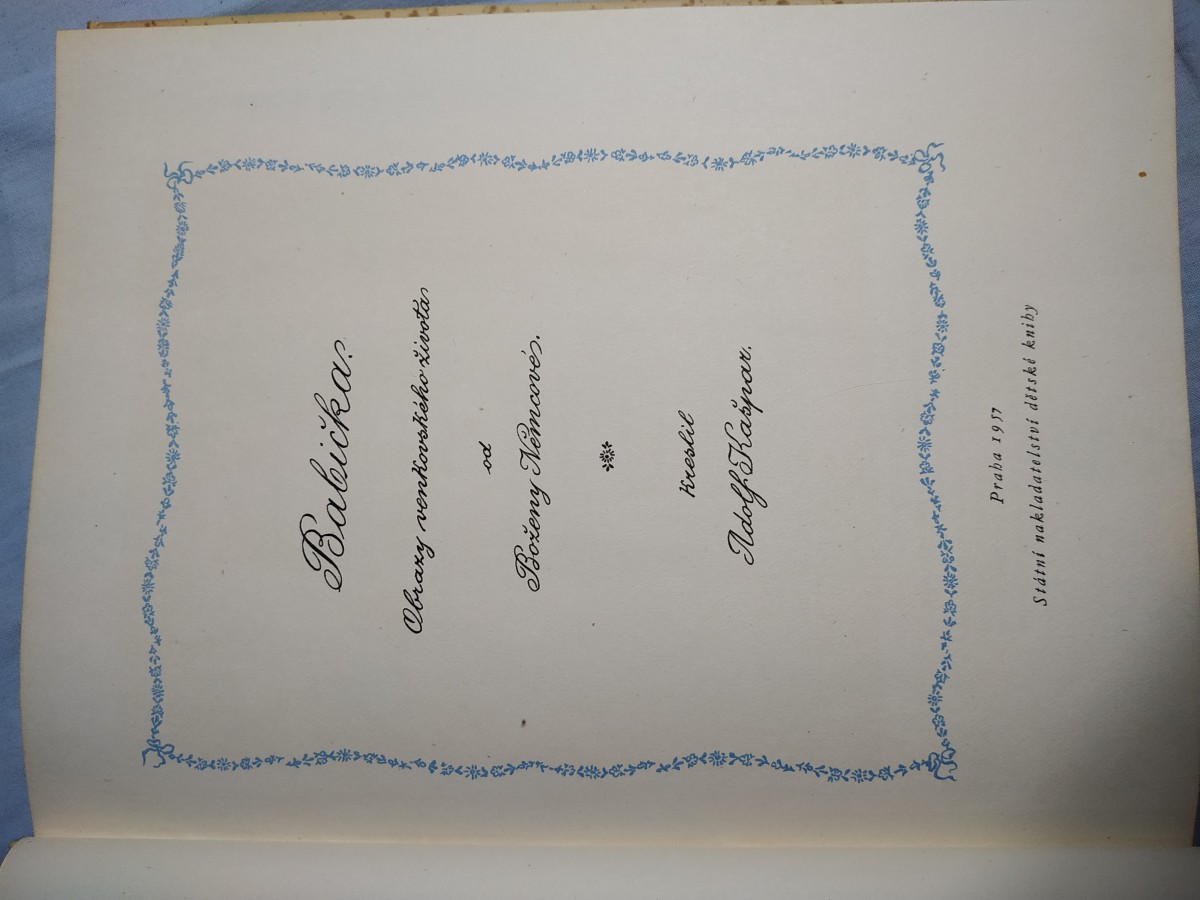 Babička.
Obrazy venkovského života
od
Boženy Němcové.
Kreslil
Adolf Kašpar.
Praha 1957
Státní nakladatelství dětské knihy